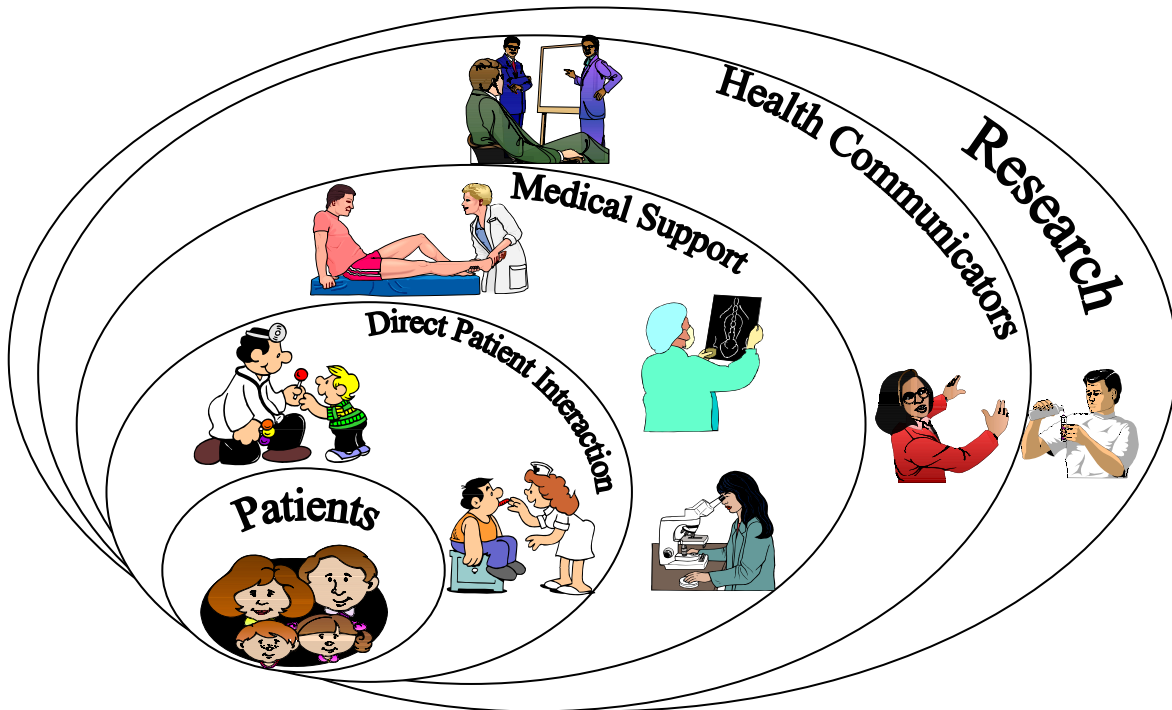 Health Communicators
Research
Medical Support
Direct Patient Interaction
Patients